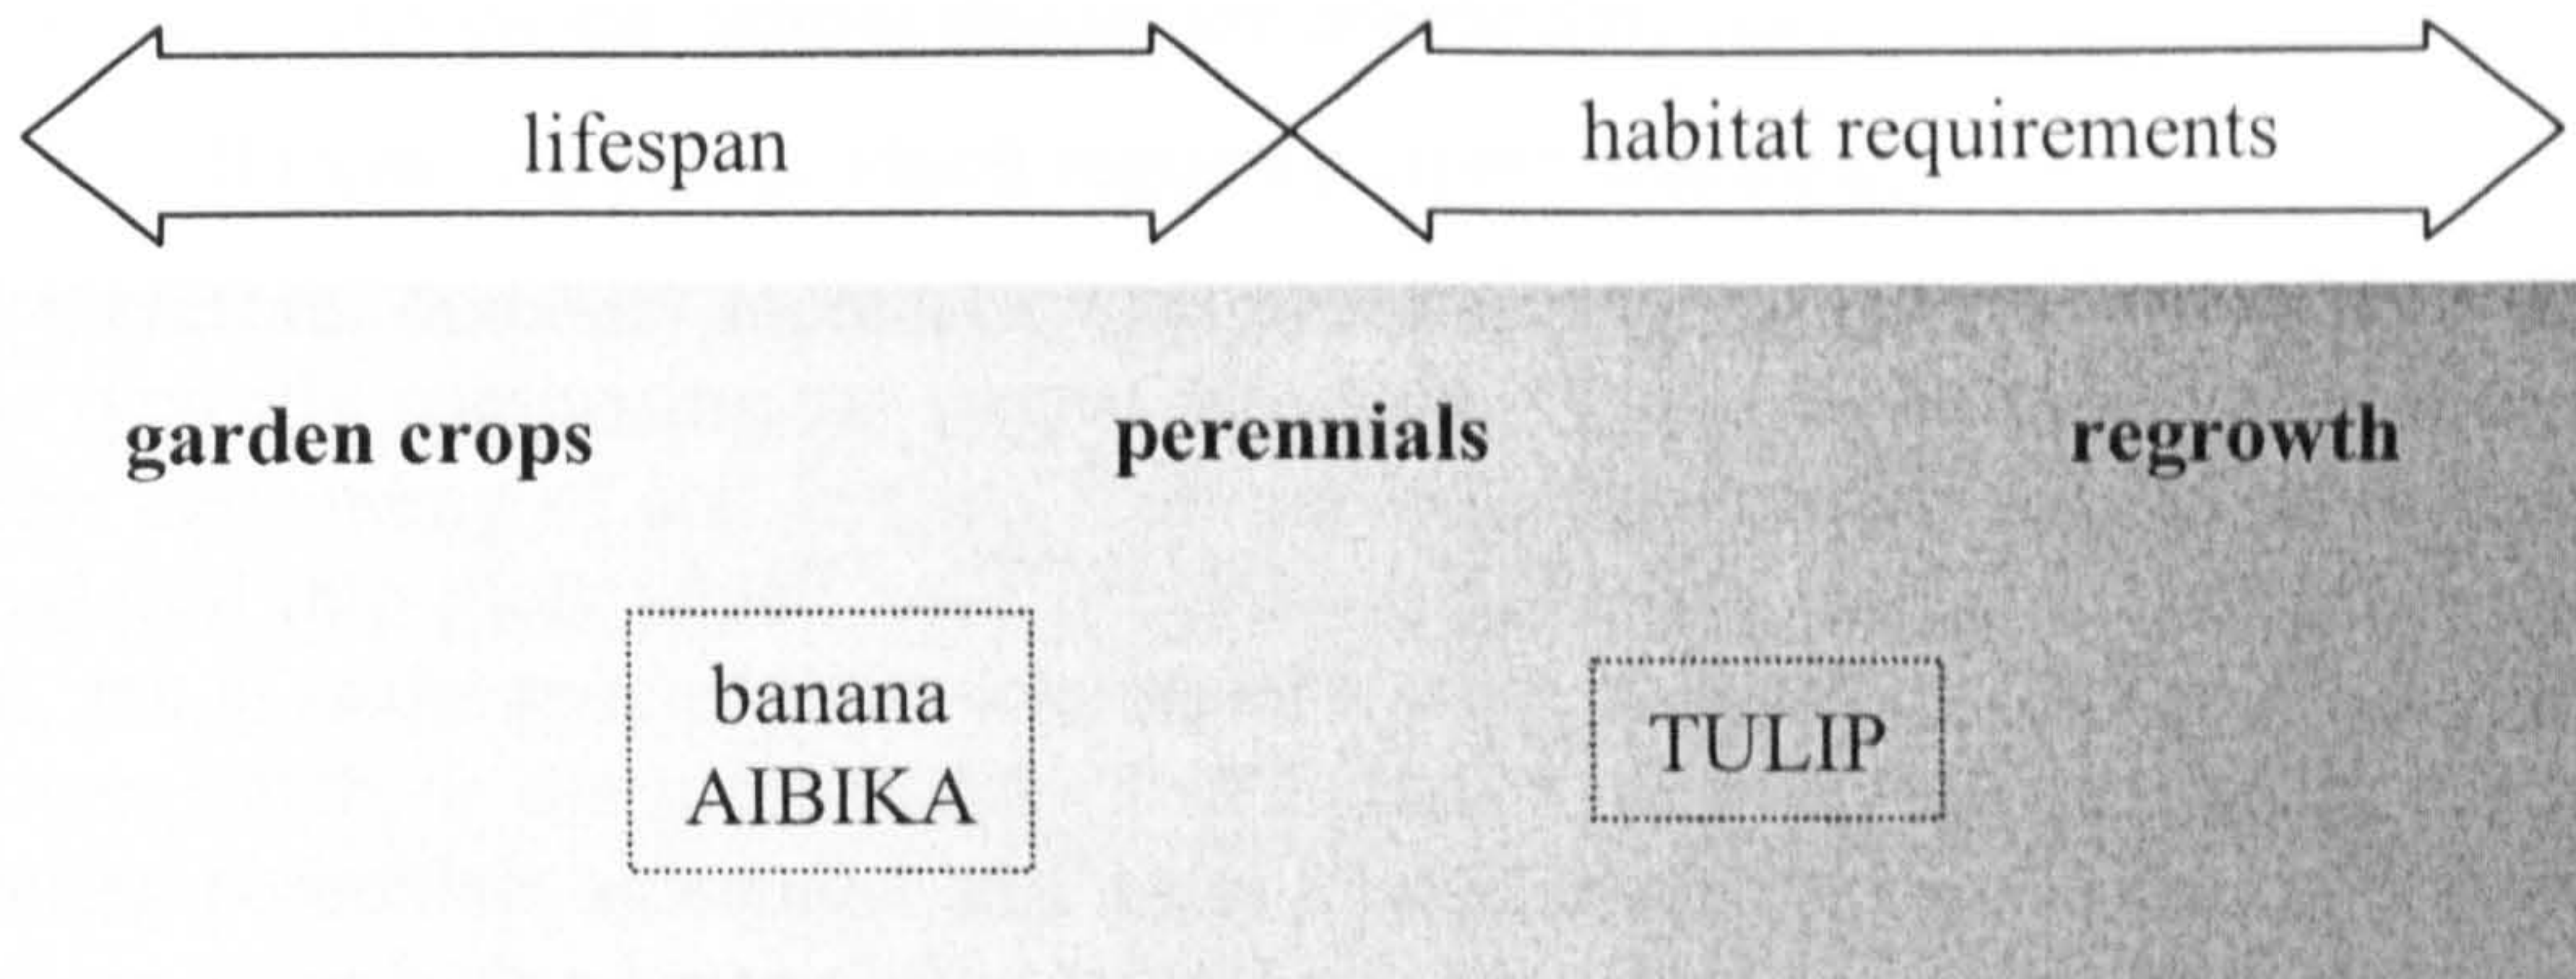 lifespan
habitat requirements
garden crops
perennials
regrowth
banana
AIBIKA
TULIP